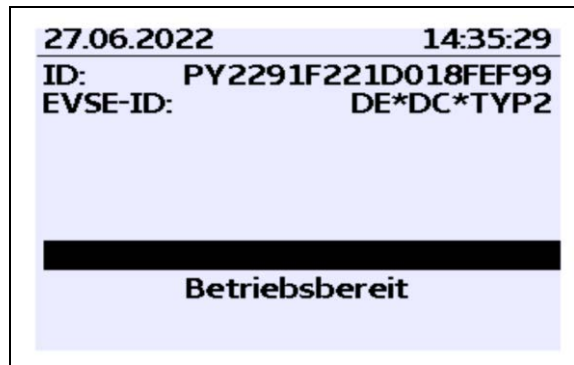 27.06.2022 14:35:29
ID: PY2291F221D018FEF99
EVSE-ID: DE*DC*TYP2
Betriebsbereit